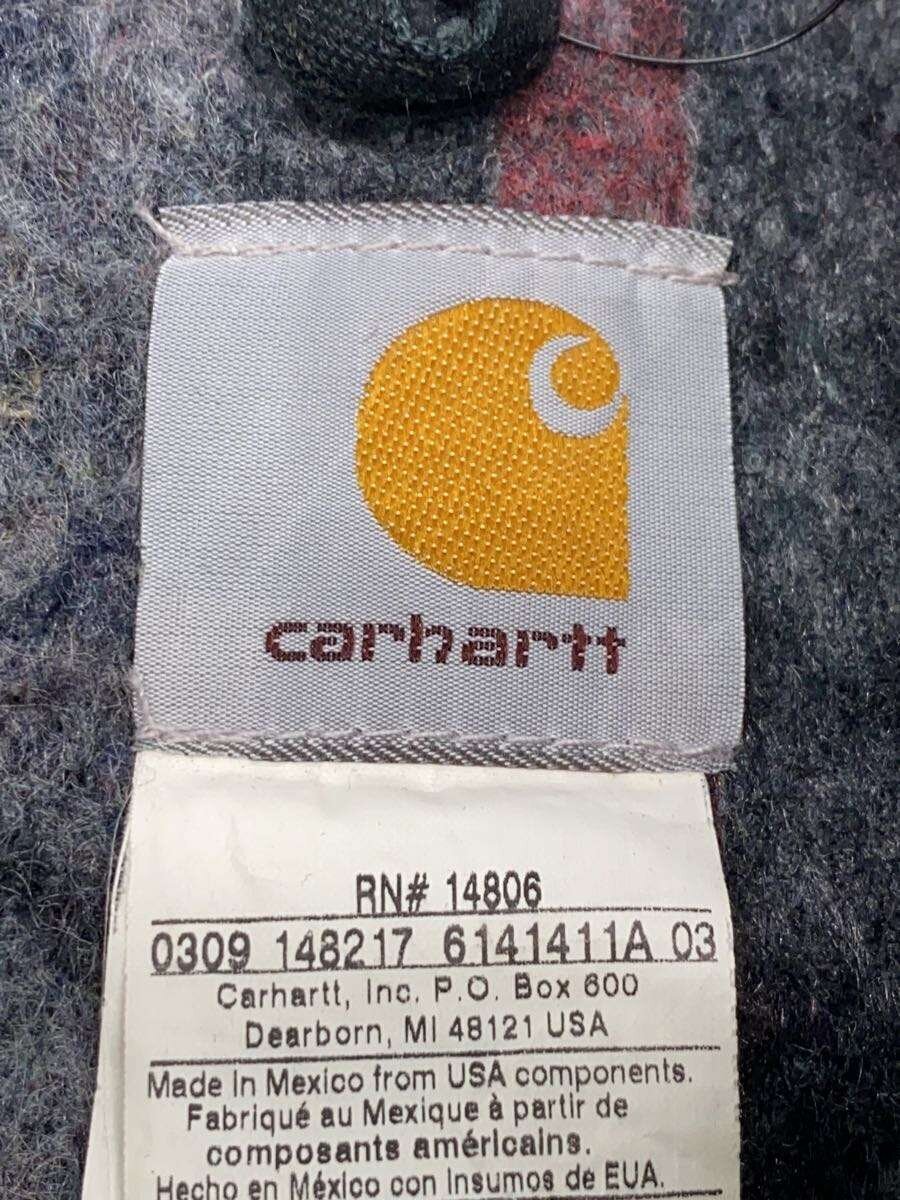 carhartt
RN# 14806
0309 148217 6141411A 03
Carhartt, Inc. P.O. Box 600
Dearborn, MI 48121 USA
Made In Mexico from USA components.
Fabriqué au Mexique à partir de
composants américains.
Hecho en México con Insumos de EUA.